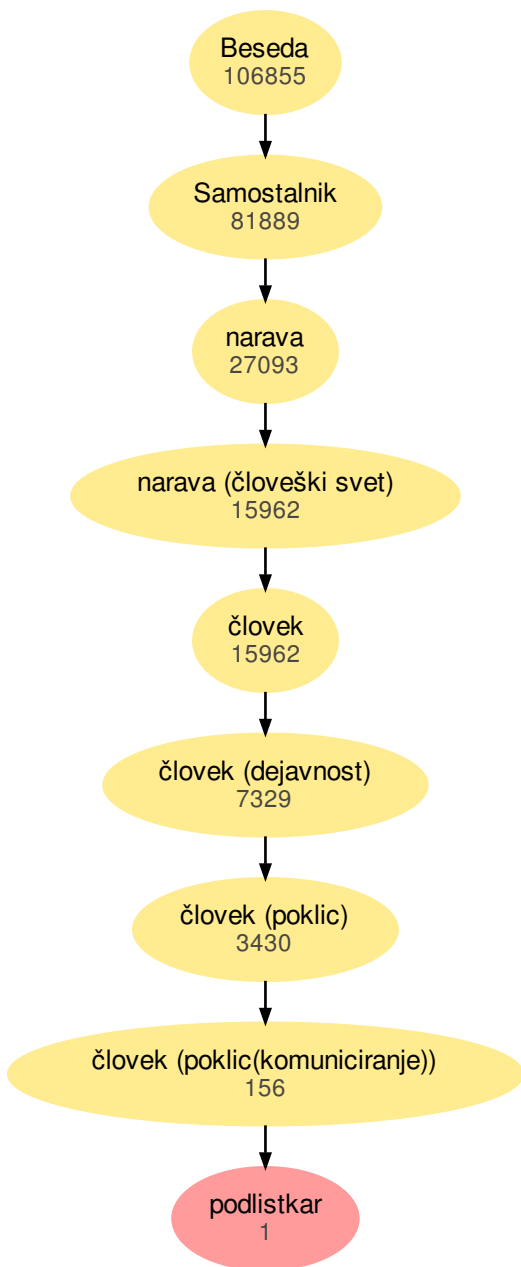 Beseda
106855
Samostalnik
81889
narava
27093
narava (človeški svet)
15962
človek
15962
človek (dejavnost)
7329
človek (poklic)
3430
človek (poklic(komuniciranje))
156
podlistkar
1